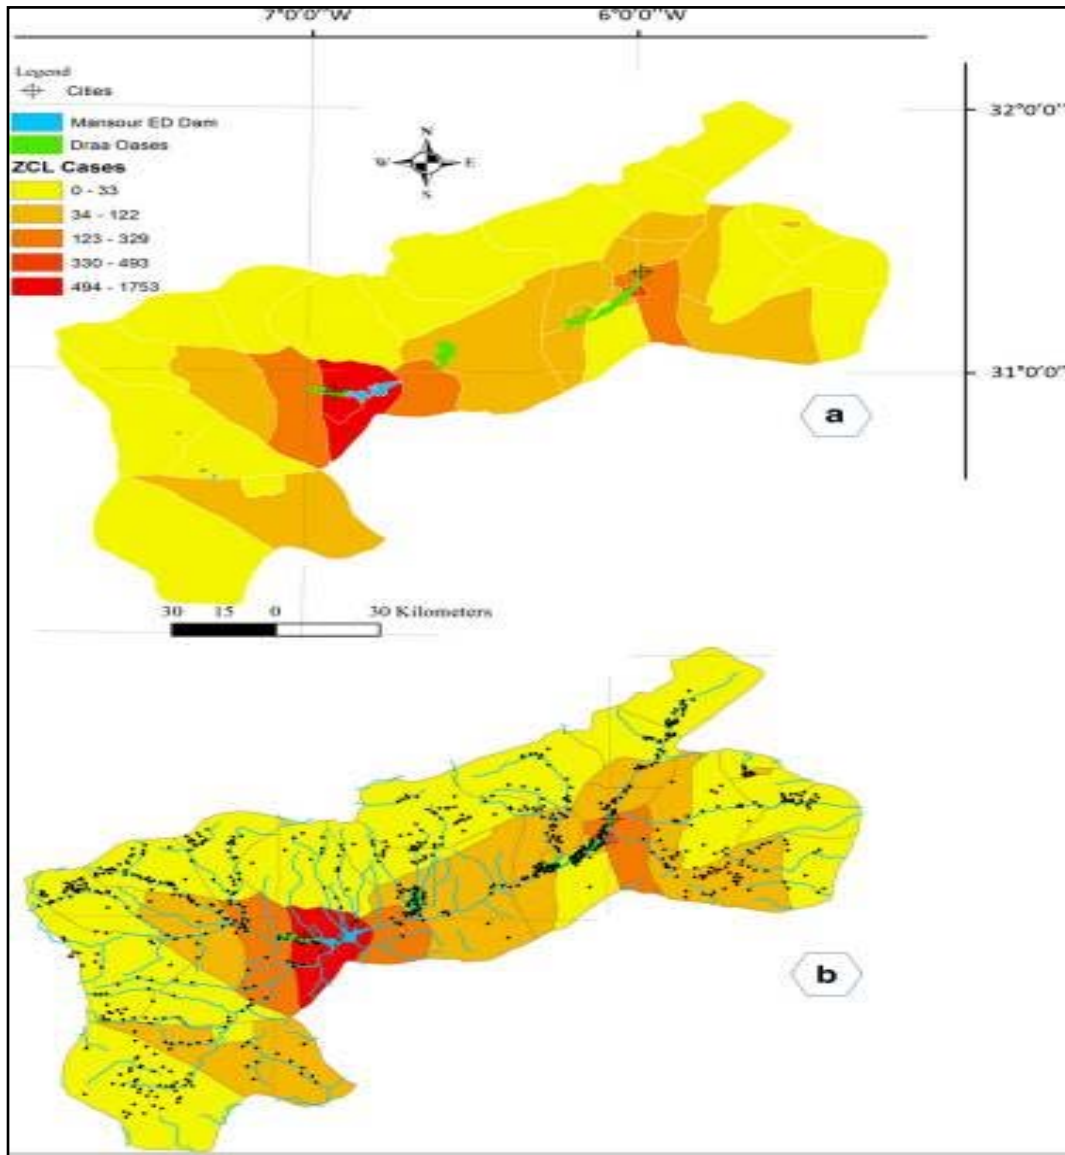 7°0'0"W 6°0'0"W
Legend
Cities
Mansour ED Dam
Draa Oases
ZCL Cases
0 - 33
34 - 122
123 - 329
330 - 493
494 - 1753
N
W E
S
32°0'0"
31°0'0"
a
30 15 0 30 Kilometers
b